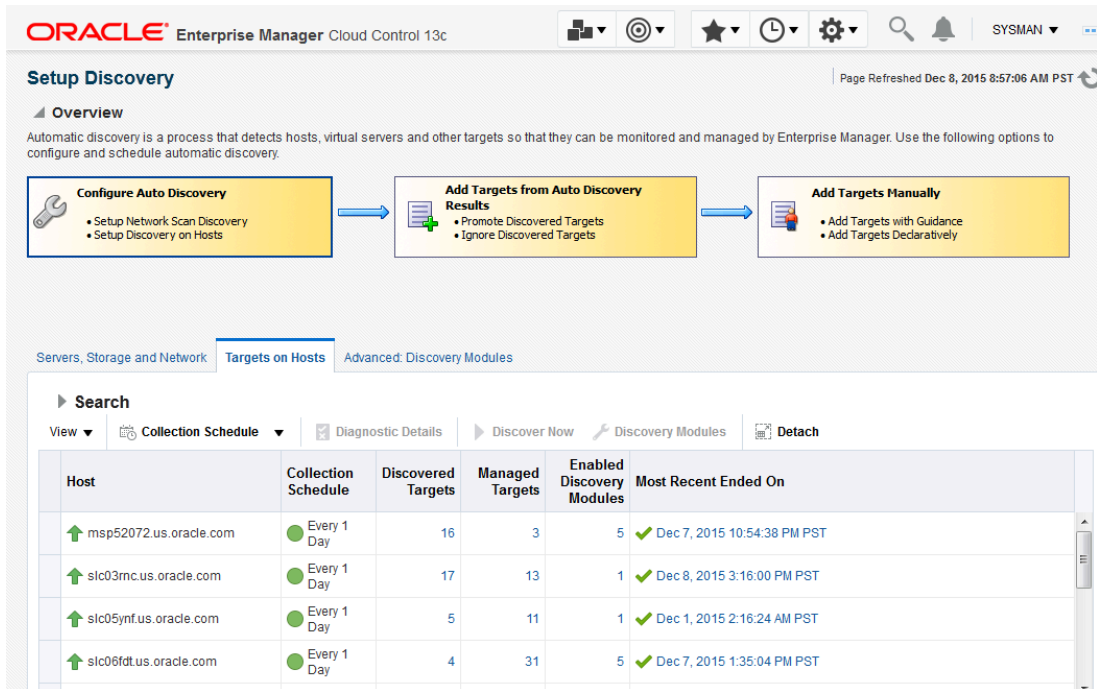 ORACLE® Enterprise Manager Cloud Control 13c
SYSMAN
Setup Discovery
Page Refreshed Dec 8, 2015 8:57:06 AM PST
Overview
Automatic discovery is a process that detects hosts, virtual servers and other targets so that they can be monitored and managed by Enterprise Manager. Use the following options to
configure and schedule automatic discovery.
Configure Auto Discovery
• Setup Network Scan Discovery
• Setup Discovery on Hosts
Add Targets from Auto Discovery
Results
• Promote Discovered Targets
• Ignore Discovered Targets
Add Targets Manually
• Add Targets with Guidance
• Add Targets Declaratively
Servers, Storage and Network Targets on Hosts Advanced: Discovery Modules
Search
View Collection Schedule Diagnostic Details Discover Now Discovery Modules Detach
Host Collection Schedule Discovered Targets Managed Targets Enabled Discovery Modules Most Recent Ended On
msp52072.us.oracle.com Every 1 Day 16 3 5 Dec 7, 2015 10:54:38 PM PST
slc03rnc.us.oracle.com Every 1 Day 17 13 1 Dec 8, 2015 3:16:00 PM PST
slc05ynf.us.oracle.com Every 1 Day 5 11 1 Dec 1, 2015 2:16:24 AM PST
slc06fdt.us.oracle.com Every 1 Day 4 31 5 Dec 7, 2015 1:35:04 PM PST